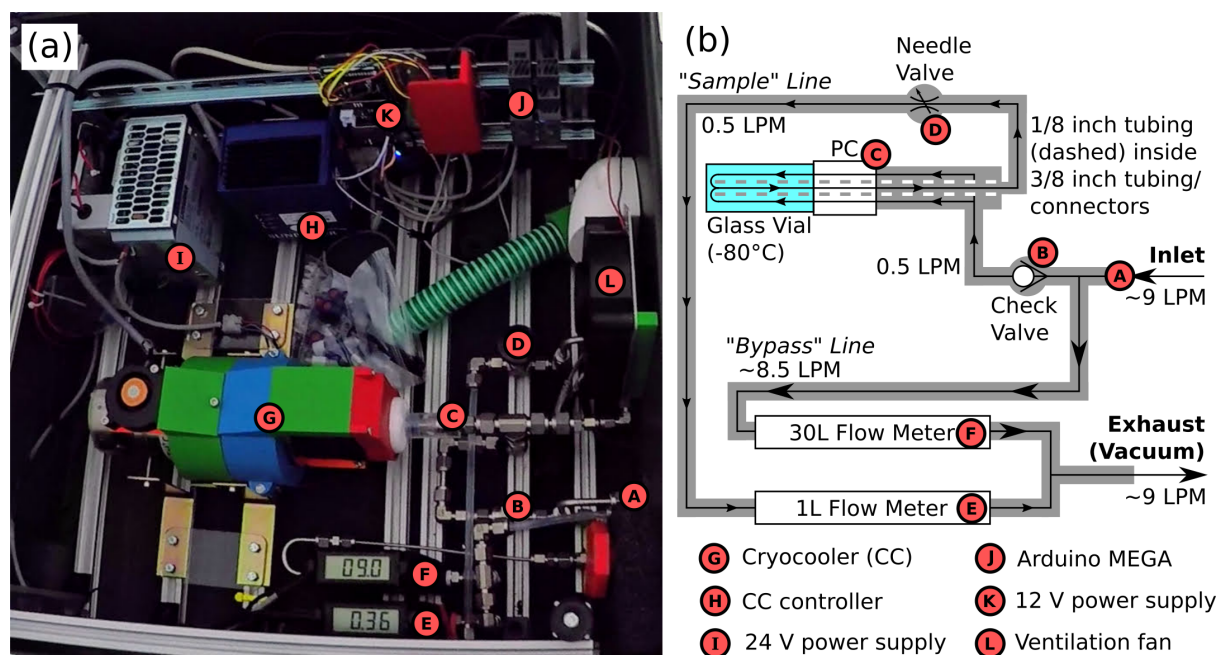 (a)
K
J
I
H
L
D
G
C
B
A
F
09.0
E
0.36
(b)
Needle
Valve
"Sample" Line
D
0.5 LPM
PC
C
1/8 inch tubing
(dashed) inside
3/8 inch tubing/
connectors
Glass Vial
(-80°C)
0.5 LPM
B
Inlet
A
~9 LPM
Check
Valve
"Bypass" Line
~8.5 LPM
30L Flow Meter F
Exhaust
(Vacuum)
~9 LPM
1L Flow Meter E
G Cryocooler (CC)
J Arduino MEGA
H CC controller
K 12 V power supply
I 24 V power supply
L Ventilation fan